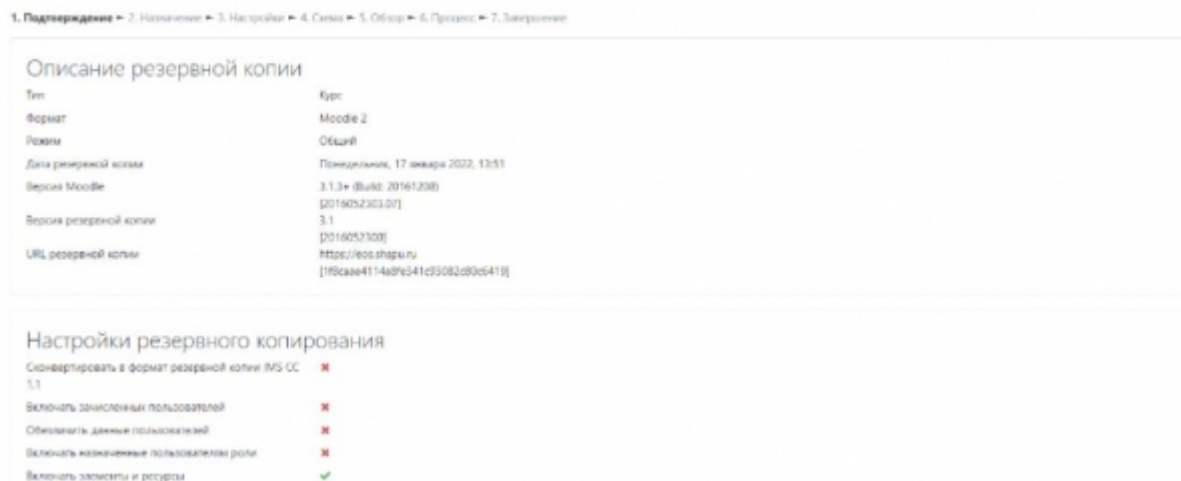 1. Подтверждение ► 2. Назначение ► 3. Настройки ► 4. Схема ► 5. Обзор ► 6. Процесс ► 7. Завершение
Описание резервной копии
Тип Курс
Формат Moodle 2
Режим Общий
Дата резервной копии Понедельник, 17 января 2022, 13:51
Версия Moodle 3.1.3+ (Build: 20161208)
[2016052303.07]
Версия резервной копии 3.1
[2016052300]
URL резервной копии https://eos.shspu.ru
Настройки резервного копирования
Сконвертировать в формат резервной копии IMS CC
1.1
Включать зачисленных пользователей
Обезличить данные пользователей
Включать назначенные пользователям роли
Включать элементы и ресурсы